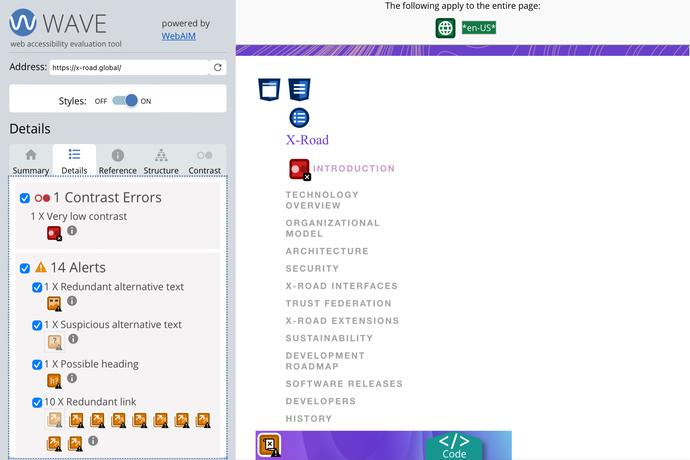 WAVE
web accessibility evaluation tool
powered by
WebAIM
Address: https://x-road.global/
Styles: OFF ON
Details
Summary Details Reference Structure Contrast
1 Contrast Errors
1 X Very low contrast
14 Alerts
1 X Redundant alternative text
1 X Suspicious alternative text
1 X Possible heading
h?
10 X Redundant link
The following apply to the entire page:
*en-US*
X-Road
INTRODUCTION
TECHNOLOGY
OVERVIEW
ORGANIZATIONAL
MODEL
ARCHITECTURE
SECURITY
X-ROAD INTERFACES
TRUST FEDERATION
X-ROAD EXTENSIONS
SUSTAINABILITY
DEVELOPMENT
ROADMAP
SOFTWARE RELEASES
DEVELOPERS
HISTORY
</>
Code